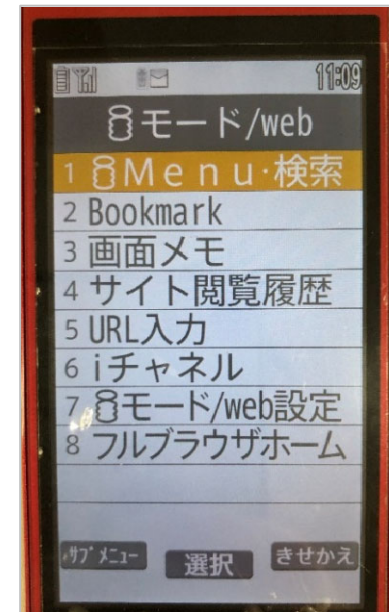 11:09
iモード/web
1 iMenu·検索
2 Bookmark
3 画面メモ
4 サイト閲覧履歴
5 URL入力
6 iチャネル
7 iモード/web設定
8 フルブラウザホーム
サブメニュー 選択 きせかえ